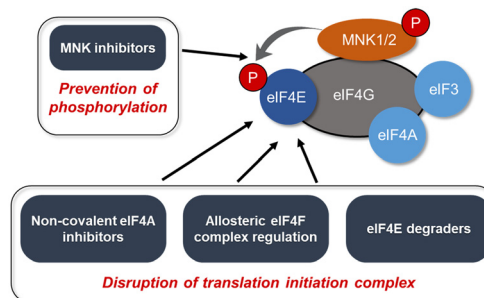 MNK inhibitors
Prevention of
phosphorylation
P
MNK1/2
P
eIF4E
eIF4G
eIF3
eIF4A
Non-covalent eIF4A
inhibitors
Allosteric eIF4F
complex regulation
eIF4E degraders
Disruption of translation initiation complex